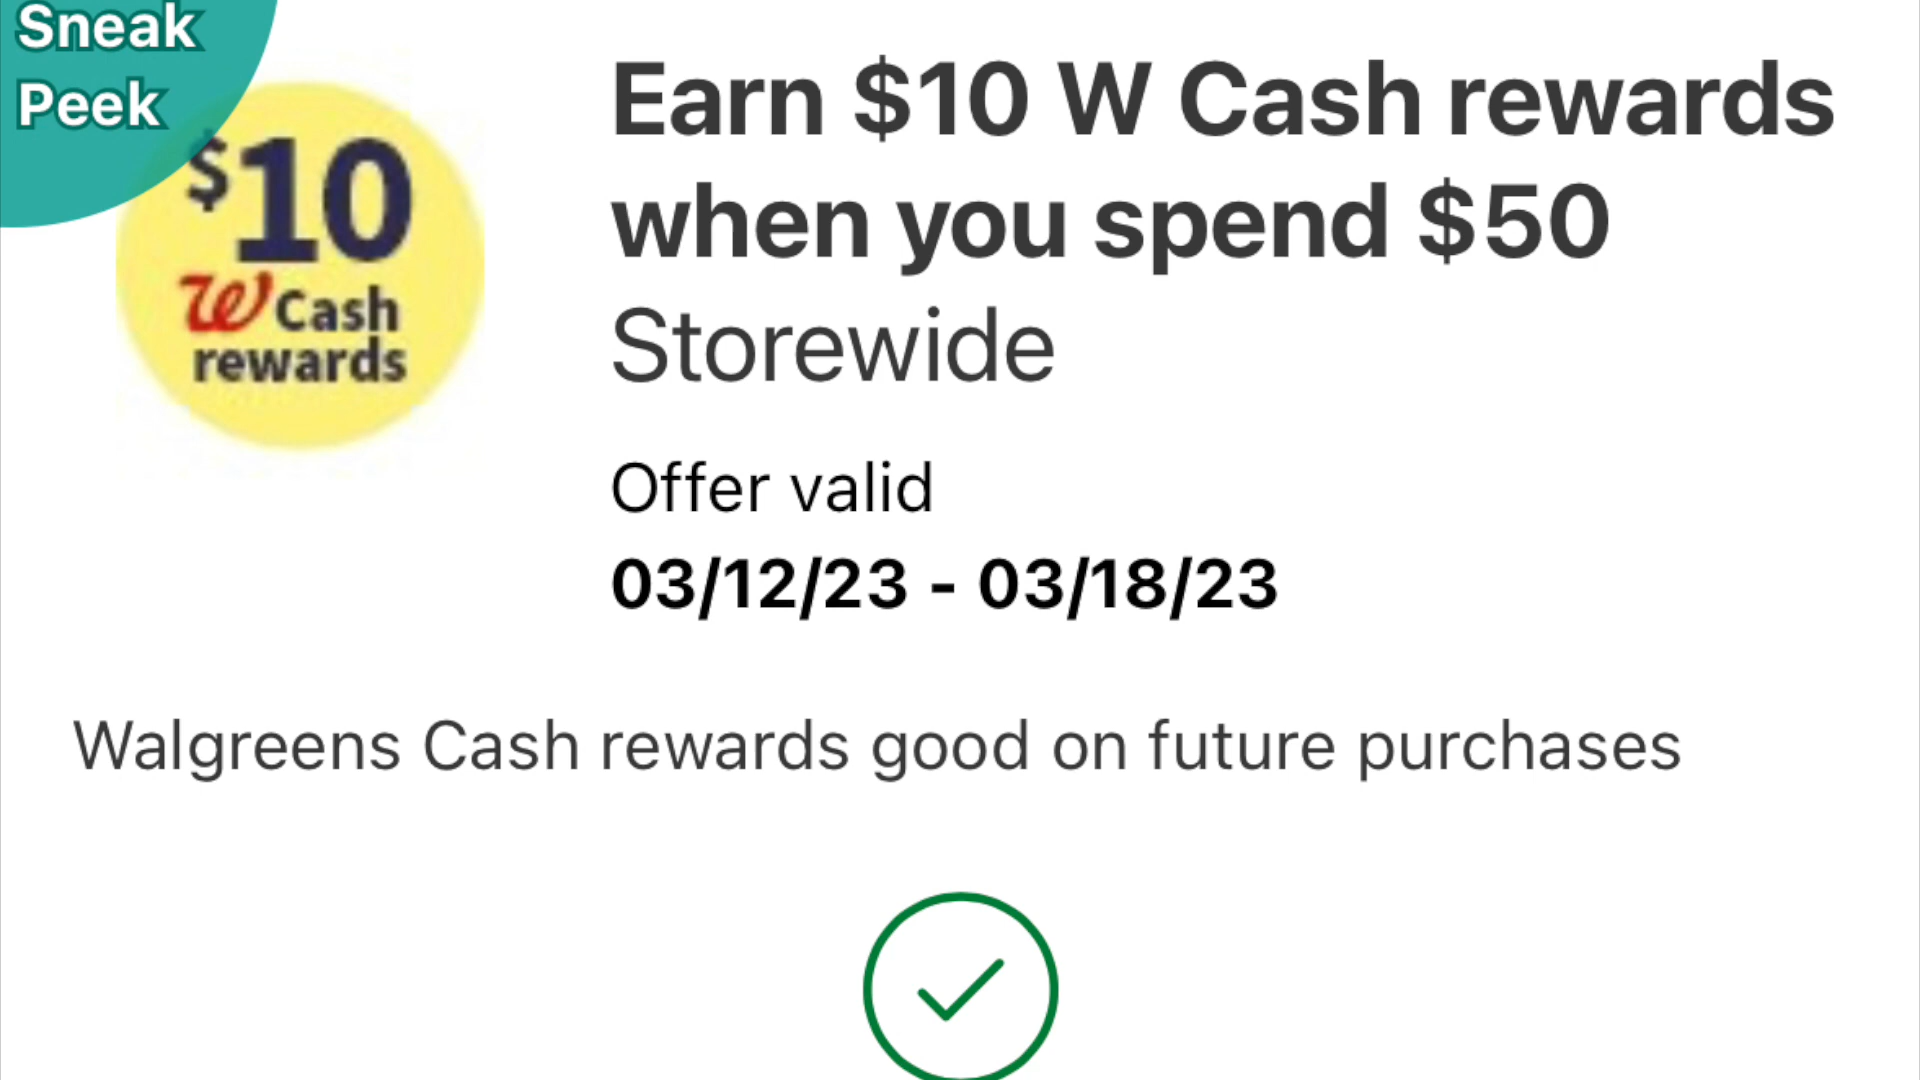 Sneak
Peek
$10
W Cash
rewards
Earn $10 W Cash rewards
when you spend $50
Storewide
Offer valid
03/12/23 - 03/18/23
Walgreens Cash rewards good on future purchases